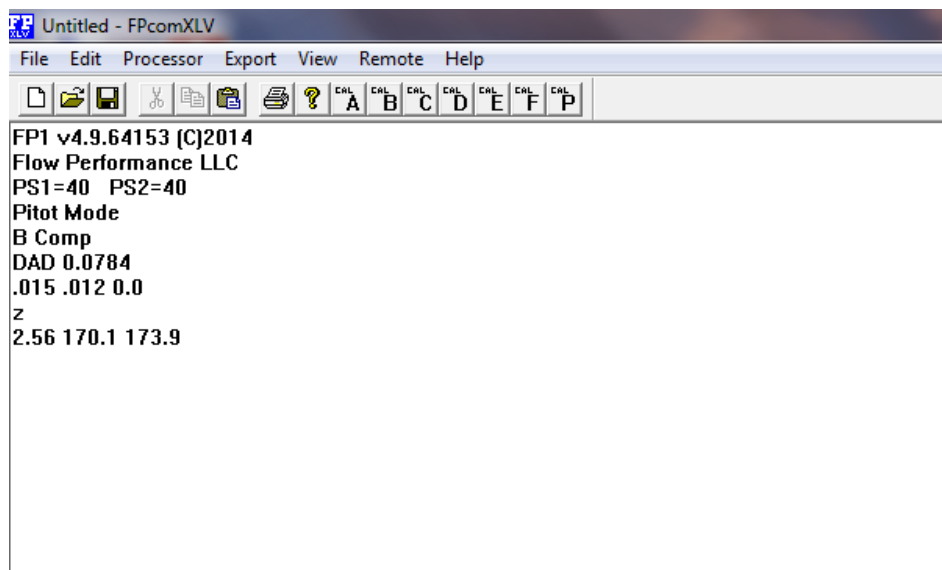 FP XLV Untitled - FPcomXLV
File Edit Processor Export View Remote Help
CAL A CAL B CAL C CAL D CAL E CAL F CAL P
FP1 v4.9.64153 (C)2014
Flow Performance LLC
PS1=40 PS2=40
Pitot Mode
B Comp
DAD 0.0784
.015 .012 0.0
z
2.56 170.1 173.9